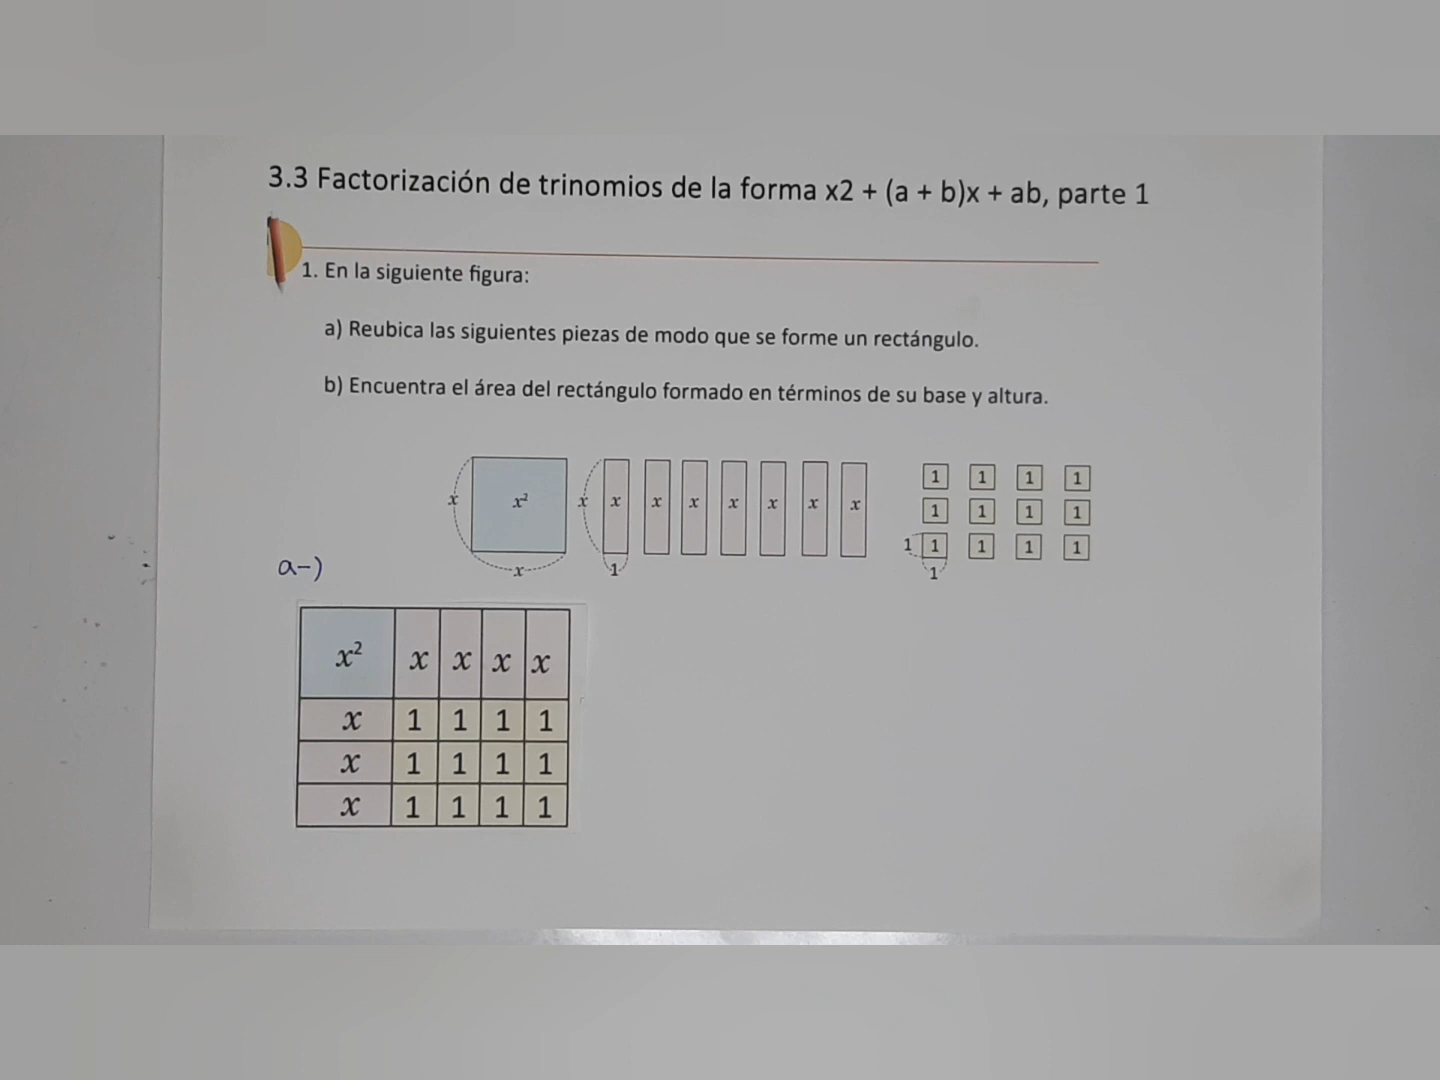 3.3 Factorización de trinomios de la forma x2 + (a + b)x + ab, parte 1
1. En la siguiente figura:
a) Reubica las siguientes piezas de modo que se forme un rectángulo.
b) Encuentra el área del rectángulo formado en términos de su base y altura.
x x² x x x x x x x x 1 1 1 1
1 1 1 1
1 1 1 1 1
x 1 1
a-)
x² x x x x
x 1 1 1 1
x 1 1 1 1
x 1 1 1 1